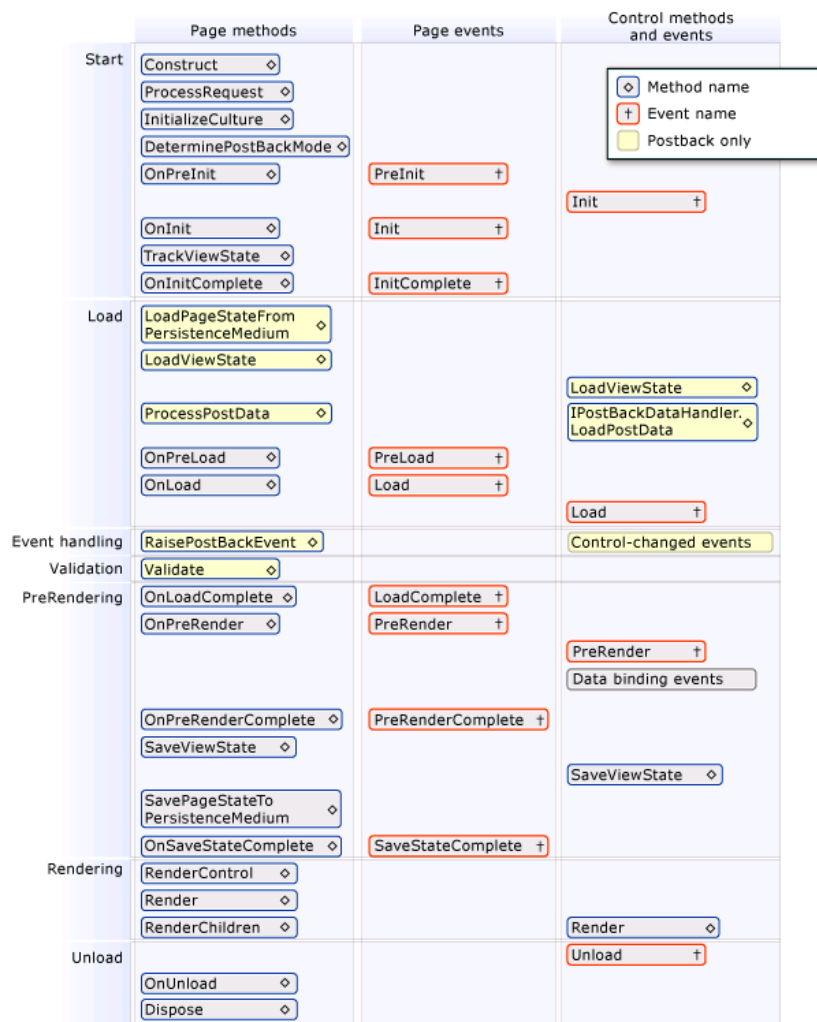 Page methods
Page events
Control methods
and events
Method name
Event name
Postback only
Start
Construct
ProcessRequest
InitializeCulture
DeterminePostBackMode
OnPreInit
PreInit
Init
OnInit
Init
TrackViewState
OnInitComplete
InitComplete
Load
LoadPageStateFrom
PersistenceMedium
LoadViewState
LoadViewState
ProcessPostData
IPostBackDataHandler.
LoadPostData
OnPreLoad
PreLoad
OnLoad
Load
Load
Event handling
RaisePostBackEvent
Control-changed events
Validation
Validate
PreRendering
OnLoadComplete
LoadComplete
OnPreRender
PreRender
PreRender
Data binding events
OnPreRenderComplete
PreRenderComplete
SaveViewState
SaveViewState
SavePageStateTo
PersistenceMedium
OnSaveStateComplete
SaveStateComplete
Rendering
RenderControl
Render
RenderChildren
Render
Unload
Unload
OnUnload
Dispose